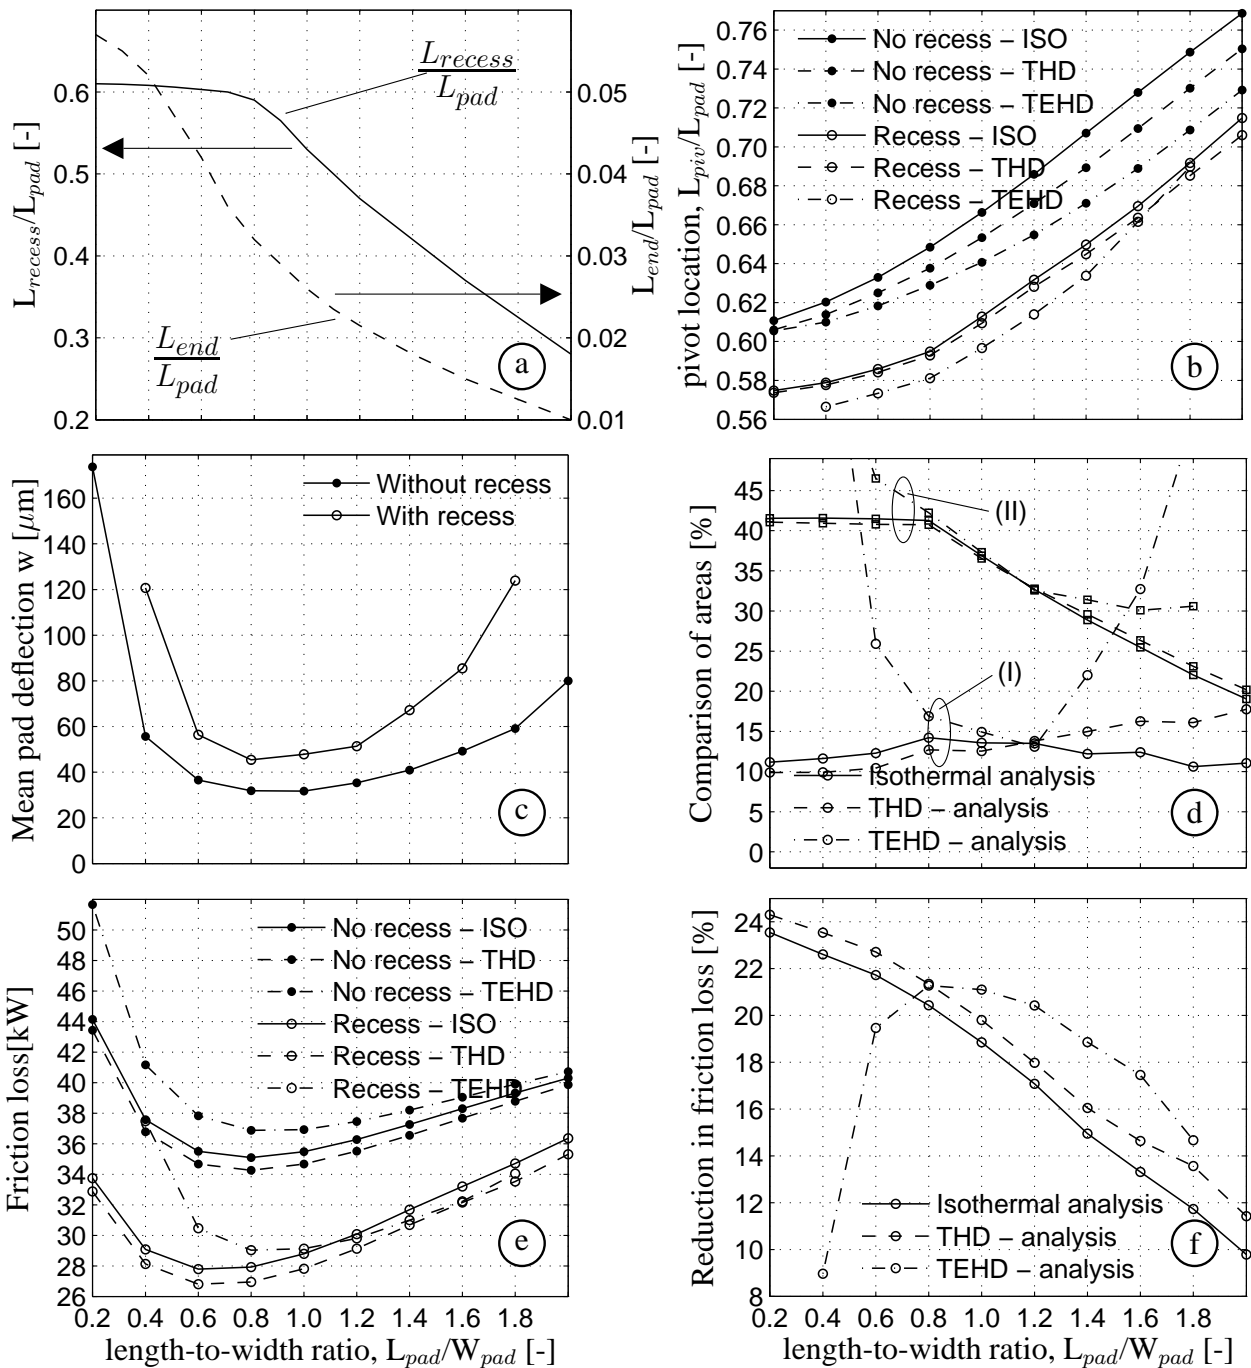 L_recess/L_pad [-]
0.6
0.5
0.4
0.3
0.2
L_recess
L_pad
L_end
L_pad
a
0.05
0.04
0.03
0.02
0.01
L_end/L_pad [-]
pivot location, L_piv/L_pad [-]
0.76
0.74
0.72
0.70
0.68
0.66
0.64
0.62
0.60
0.58
0.56
No recess – ISO
No recess – THD
No recess – TEHD
Recess – ISO
Recess – THD
Recess – TEHD
b
Mean pad deflection w [μm]
160
140
120
100
80
60
40
20
0
Without recess
With recess
c
Comparison of areas [%]
45
40
35
30
25
20
15
10
5
0
(II)
(I)
Isothermal analysis
THD – analysis
TEHD – analysis
d
Friction loss[kW]
50
48
46
44
42
40
38
36
34
32
30
28
26
No recess – ISO
No recess – THD
No recess – TEHD
Recess – ISO
Recess – THD
Recess – TEHD
e
0.2 0.4 0.6 0.8 1.0 1.2 1.4 1.6 1.8
length-to-width ratio, L_pad/W_pad [-]
Reduction in friction loss [%]
24
22
20
18
16
14
12
10
8
Isothermal analysis
THD – analysis
TEHD – analysis
f
0.2 0.4 0.6 0.8 1.0 1.2 1.4 1.6 1.8
length-to-width ratio, L_pad/W_pad [-]